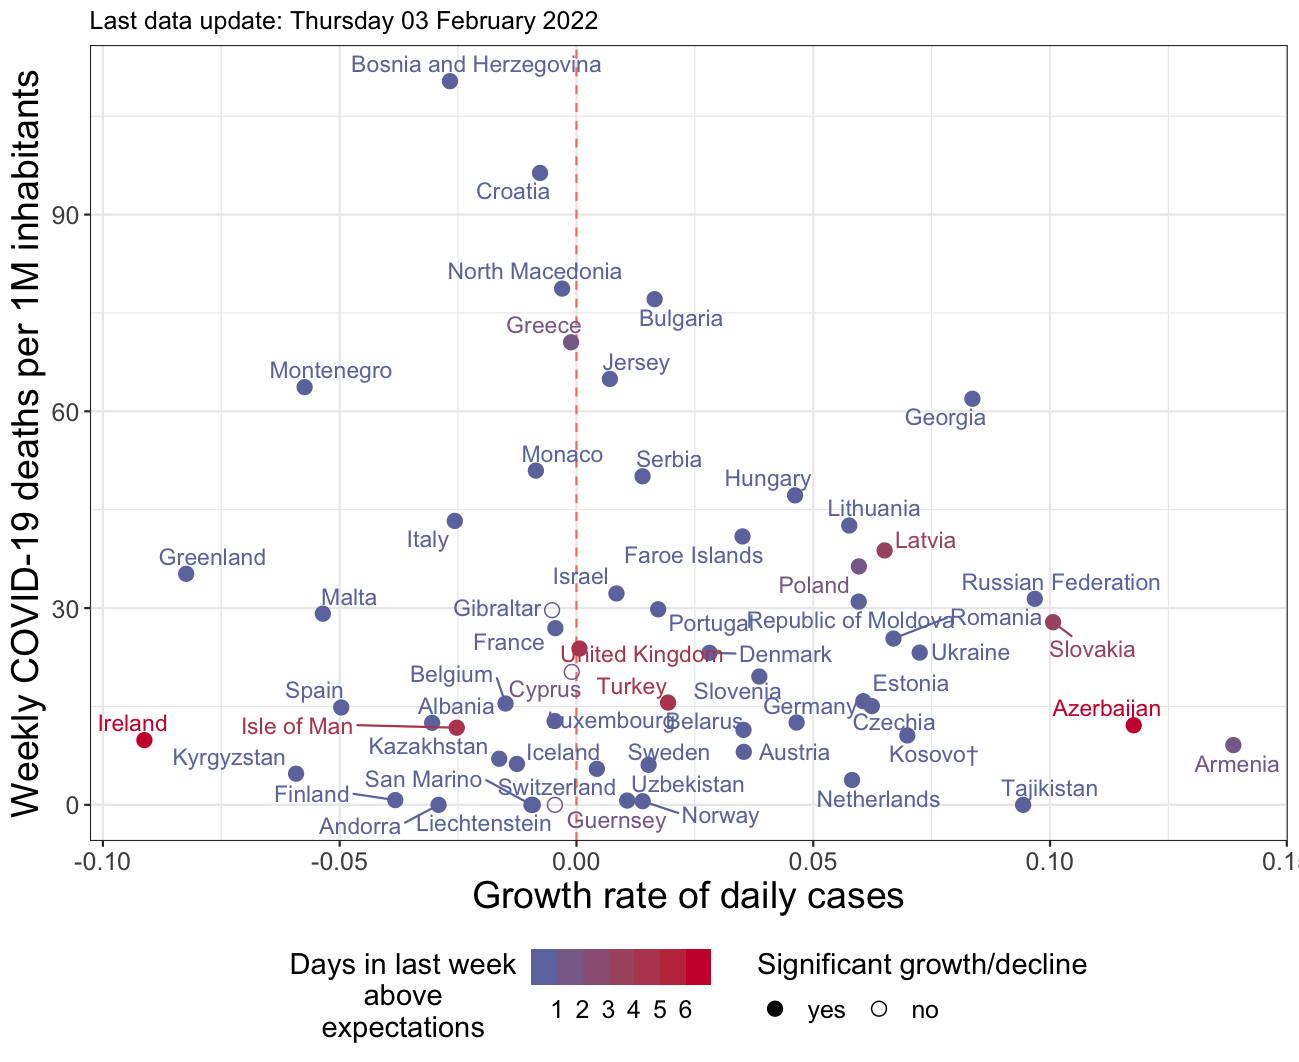 Last data update: Thursday 03 February 2022
Weekly COVID-19 deaths per 1M inhabitants
90
60
30
0
Bosnia and Herzegovina
Croatia
North Macedonia
Bulgaria
Greece
Jersey
Montenegro
Georgia
Monaco
Serbia
Hungary
Lithuania
Italy
Latvia
Faroe Islands
Greenland
Israel
Poland
Russian Federation
Malta
Gibraltar
Portugal
Republic of Moldova
Romania
France
United Kingdom
Denmark
Ukraine
Slovakia
Belgium
Cyprus
Turkey
Slovenia
Estonia
Spain
Albania
Germany
Azerbaijan
Ireland
Isle of Man
Luxembourg
Belarus
Czechia
Kazakhstan
Iceland
Sweden
Austria
Kosovo†
Kyrgyzstan
Armenia
San Marino
Switzerland
Uzbekistan
Finland
Netherlands
Tajikistan
Andorra
Liechtenstein
Guernsey
Norway
-0.10
-0.05
0.00
0.05
0.10
Growth rate of daily cases
Days in last week
above
expectations
1 2 3 4 5 6
Significant growth/decline
yes
no